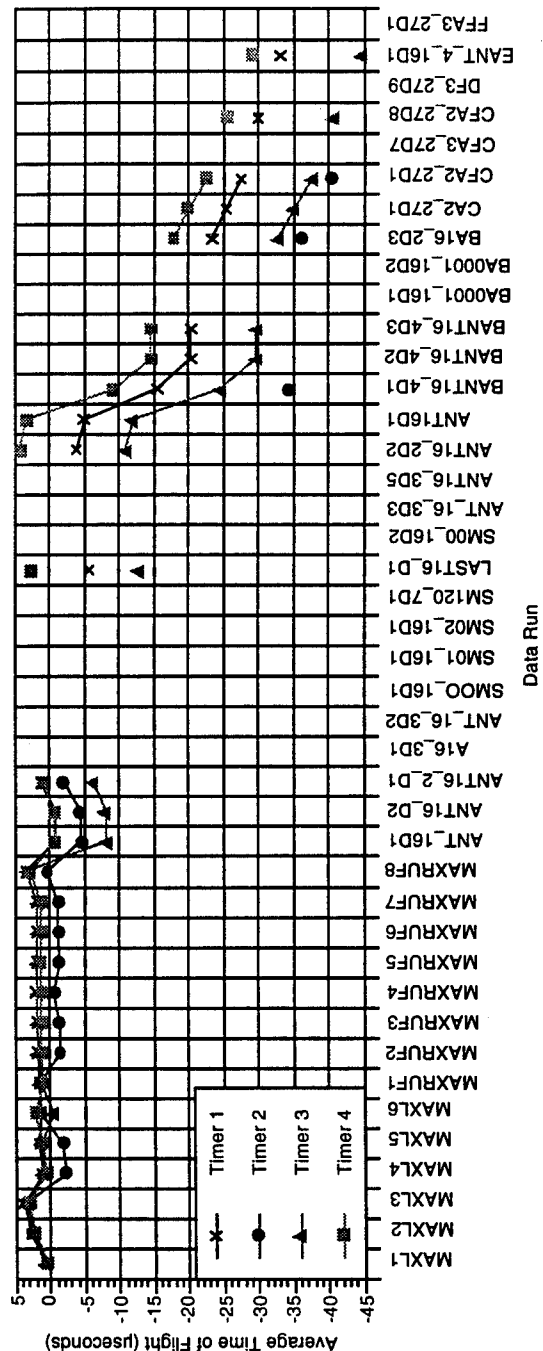 Average Time of Flight (µseconds)
5
0
-5
-10
-15
-20
-25
-30
-35
-40
-45
Timer 1
Timer 2
Timer 3
Timer 4
MAXL1
MAXL2
MAXL3
MAXL4
MAXL5
MAXL6
MAXRUF1
MAXRUF2
MAXRUF3
MAXRUF4
MAXRUF5
MAXRUF6
MAXRUF7
MAXRUF8
ANT_16D1
ANT16_D2
ANT16_2_D1
A16_3D1
ANT_16_3D2
SMOO_16D1
SM01_16D1
SM02_16D1
SM120_7D1
LAST16_D1
SM00_16D2
ANT_16_3D3
ANT16_3D5
ANT16_2D2
ANT16D1
BANT16_4D1
BANT16_4D2
BANT16_4D3
BA0001_16D1
BA0001_16D2
BA16_2D3
CA2_27D1
CFA2_27D1
CFA3_27D7
CFA2_27D8
DF3_27D9
EANT_4_16D1
FFA3_27D1
Data Run